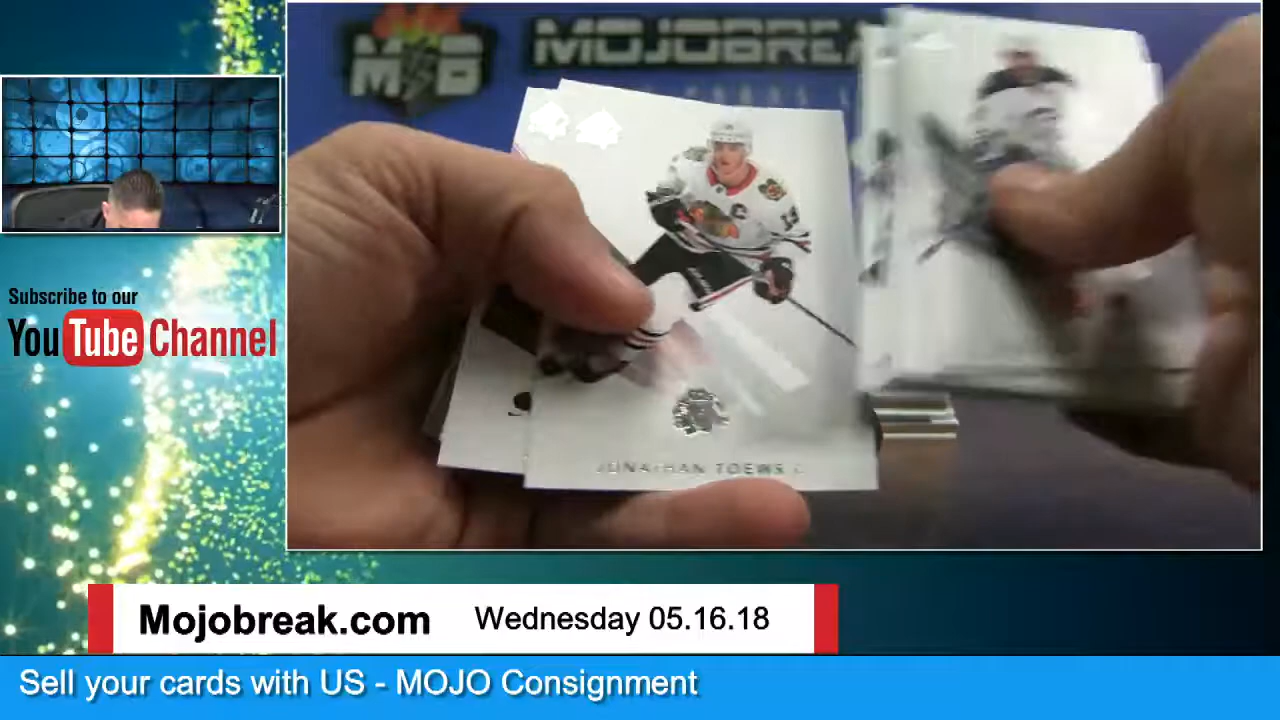 MOJOBREA
Subscribe to our
YouTube Channel
JONATHAN TOEWS
Mojobreak.com
Wednesday 05.16.18
Sell your cards with US - MOJO Consignment